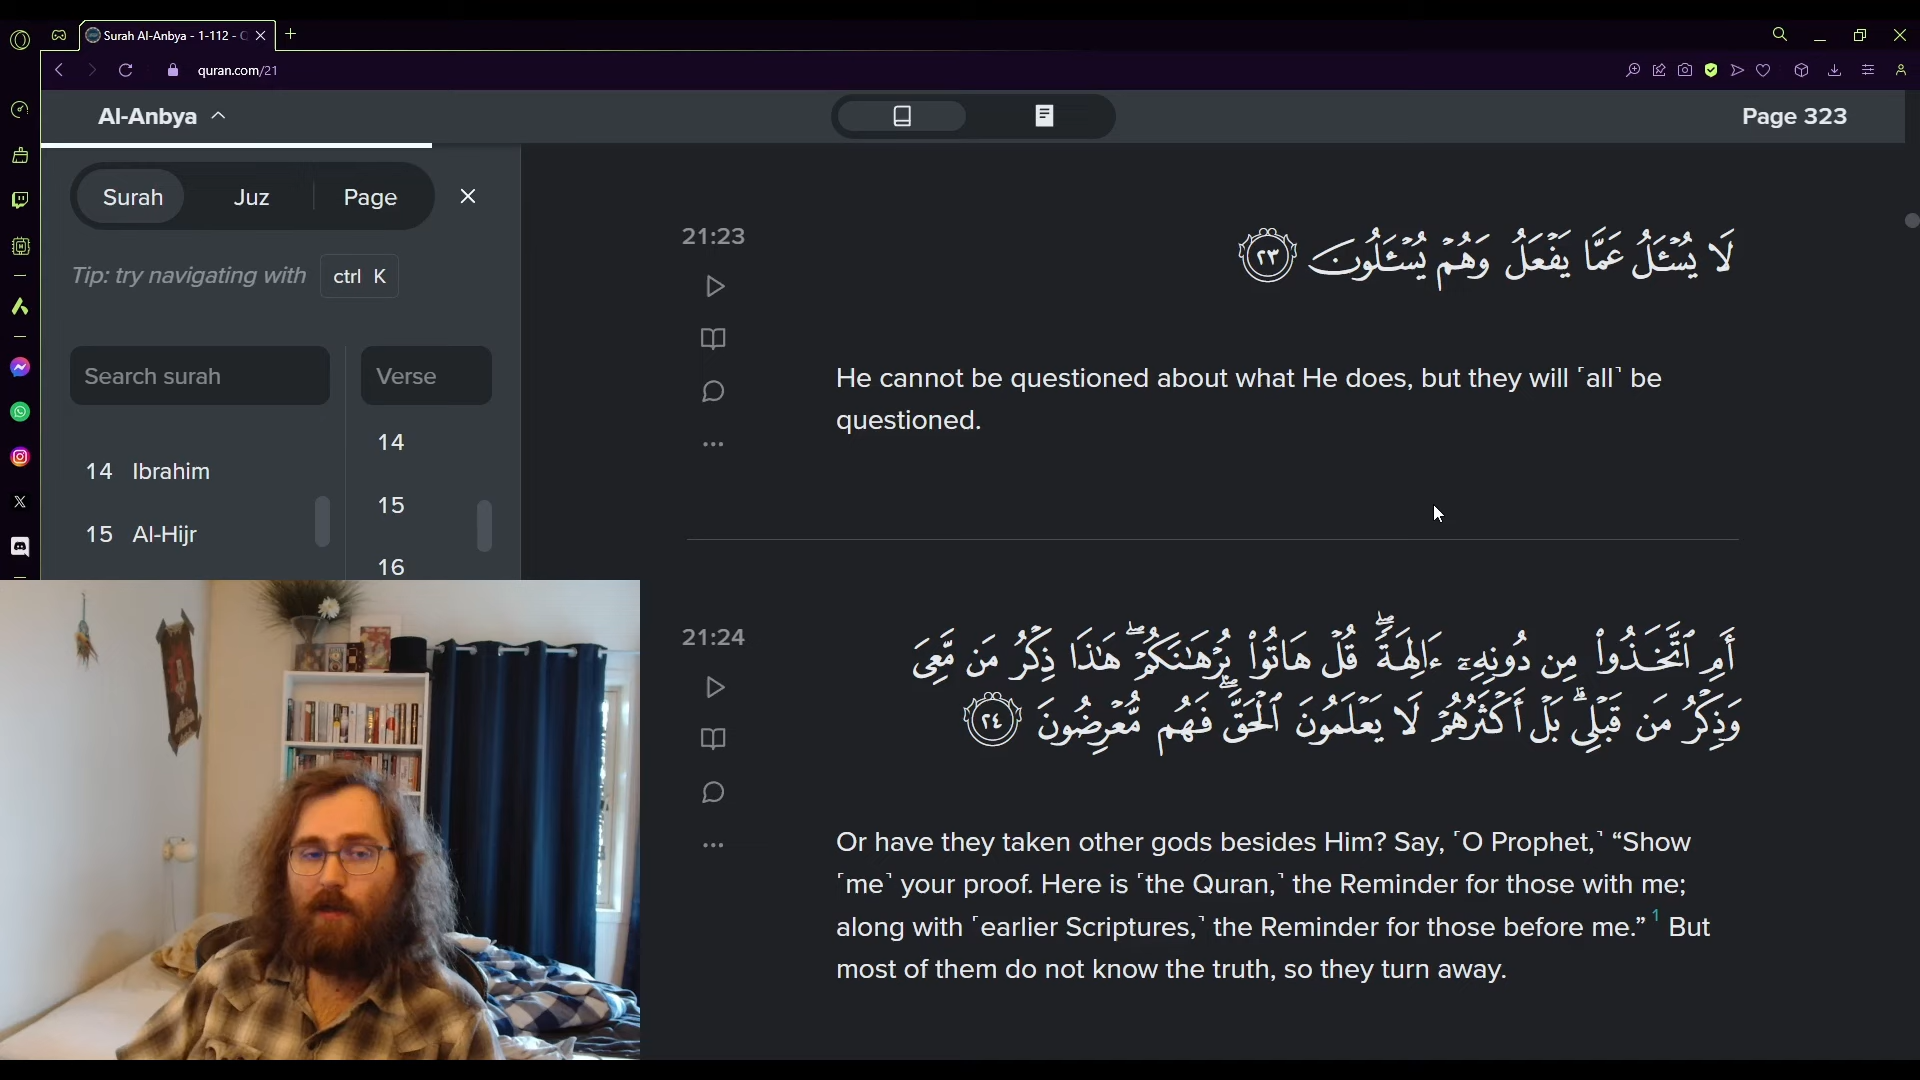 Surah Al-Anbya - 1-112 -
quran.com/21
Al-Anbya
Page 323
Surah
Juz
Page
Tip: try navigating with ctrl K
Search surah
Verse
14 Ibrahim
15 Al-Hijr
14
15
16
21:23
لَا يُسْـَٔلُ عَمَّا يَفْعَلُ وَهُمْ يُسْـَٔلُونَ ٢٣
He cannot be questioned about what He does, but they will ˹all˺ be
questioned.
21:24
أَمِ ٱتَّخَذُوا۟ مِن دُونِهِۦٓ ءَالِهَةًۭ ۖ قُلْ هَاتُوا۟ بُرْهَـٰنَكُمْ ۖ هَـٰذَا ذِكْرُ مَن مَّعِىَ
وَذِكْرُ مَن قَبْلِى ۗ بَلْ أَكْثَرُهُمْ لَا يَعْلَمُونَ ٱلْحَقَّ ۖ فَهُم مُّعْرِضُونَ ٢٤
Or have they taken other gods besides Him? Say, ˹O Prophet,˺ “Show
˹me˺ your proof. Here is ˹the Quran,˺ the Reminder for those with me;
along with ˹earlier Scriptures,˺ the Reminder for those before me.” 1 But
most of them do not know the truth, so they turn away.